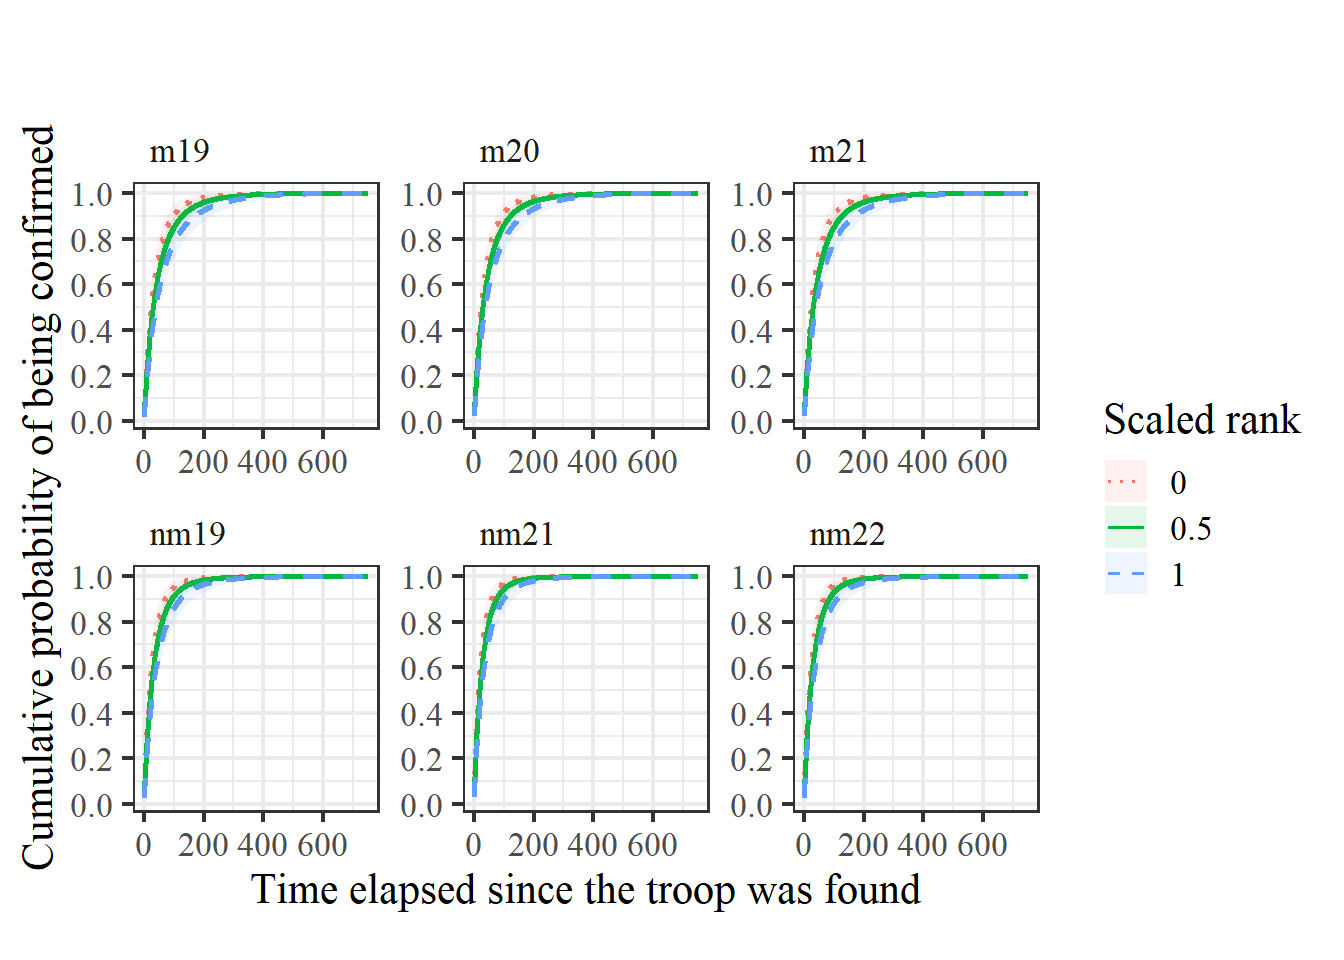 Cumulative probability of being confirmed
m19 m20 m21
1.0 1.0 1.0
0.8 0.8 0.8
0.6 0.6 0.6
0.4 0.4 0.4
0.2 0.2 0.2
0.0 0.0 0.0
0 200 400 600 0 200 400 600 0 200 400 600
nm19 nm21 nm22
1.0 1.0 1.0
0.8 0.8 0.8
0.6 0.6 0.6
0.4 0.4 0.4
0.2 0.2 0.2
0.0 0.0 0.0
0 200 400 600 0 200 400 600 0 200 400 600
Time elapsed since the troop was found
Scaled rank
0
0.5
1